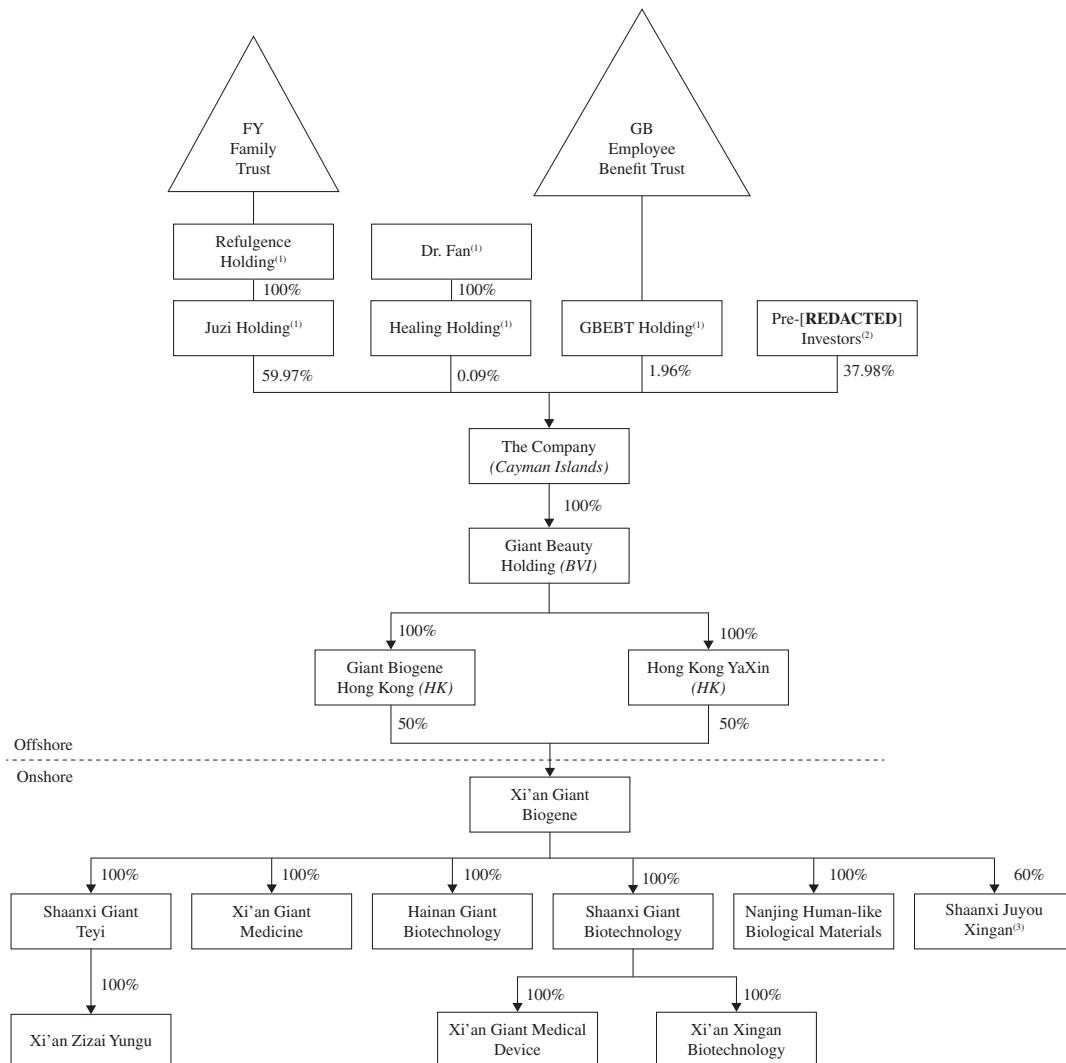 FY
Family
Trust
GB
Employee
Benefit Trust
Refulgence
Holding(1)
Dr. Fan(1)
100%
100%
Juzi Holding(1)
Healing Holding(1)
GBEBT Holding(1)
Pre-[REDACTED]
Investors(2)
59.97%
0.09%
1.96%
37.98%
The Company
(Cayman Islands)
100%
Giant Beauty
Holding (BVI)
100%
100%
Giant Biogene
Hong Kong (HK)
Hong Kong YaXin
(HK)
50%
50%
Offshore
Onshore
Xi'an Giant
Biogene
100%
100%
100%
100%
100%
60%
Shaanxi Giant
Teyi
Xi'an Giant
Medicine
Hainan Giant
Biotechnology
Shaanxi Giant
Biotechnology
Nanjing Human-like
Biological Materials
Shaanxi Juyou
Xingan(3)
100%
100%
100%
Xi'an Zizai Yungu
Xi'an Giant Medical
Device
Xi'an Xingan
Biotechnology